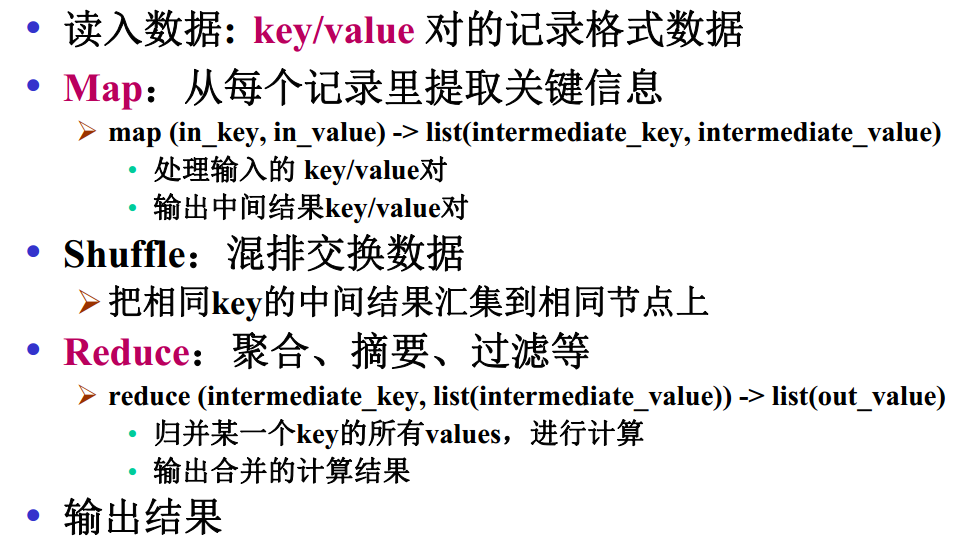 • 读入数据: key/value 对的记录格式数据
• Map：从每个记录里提取关键信息
➢ map (in_key, in_value) -> list(intermediate_key, intermediate_value)
• 处理输入的 key/value对
• 输出中间结果key/value对
• Shuffle：混排交换数据
➢ 把相同key的中间结果汇集到相同节点上
• Reduce：聚合、摘要、过滤等
➢ reduce (intermediate_key, list(intermediate_value)) -> list(out_value)
• 归并某一个key的所有values，进行计算
• 输出合并的计算结果
• 输出结果